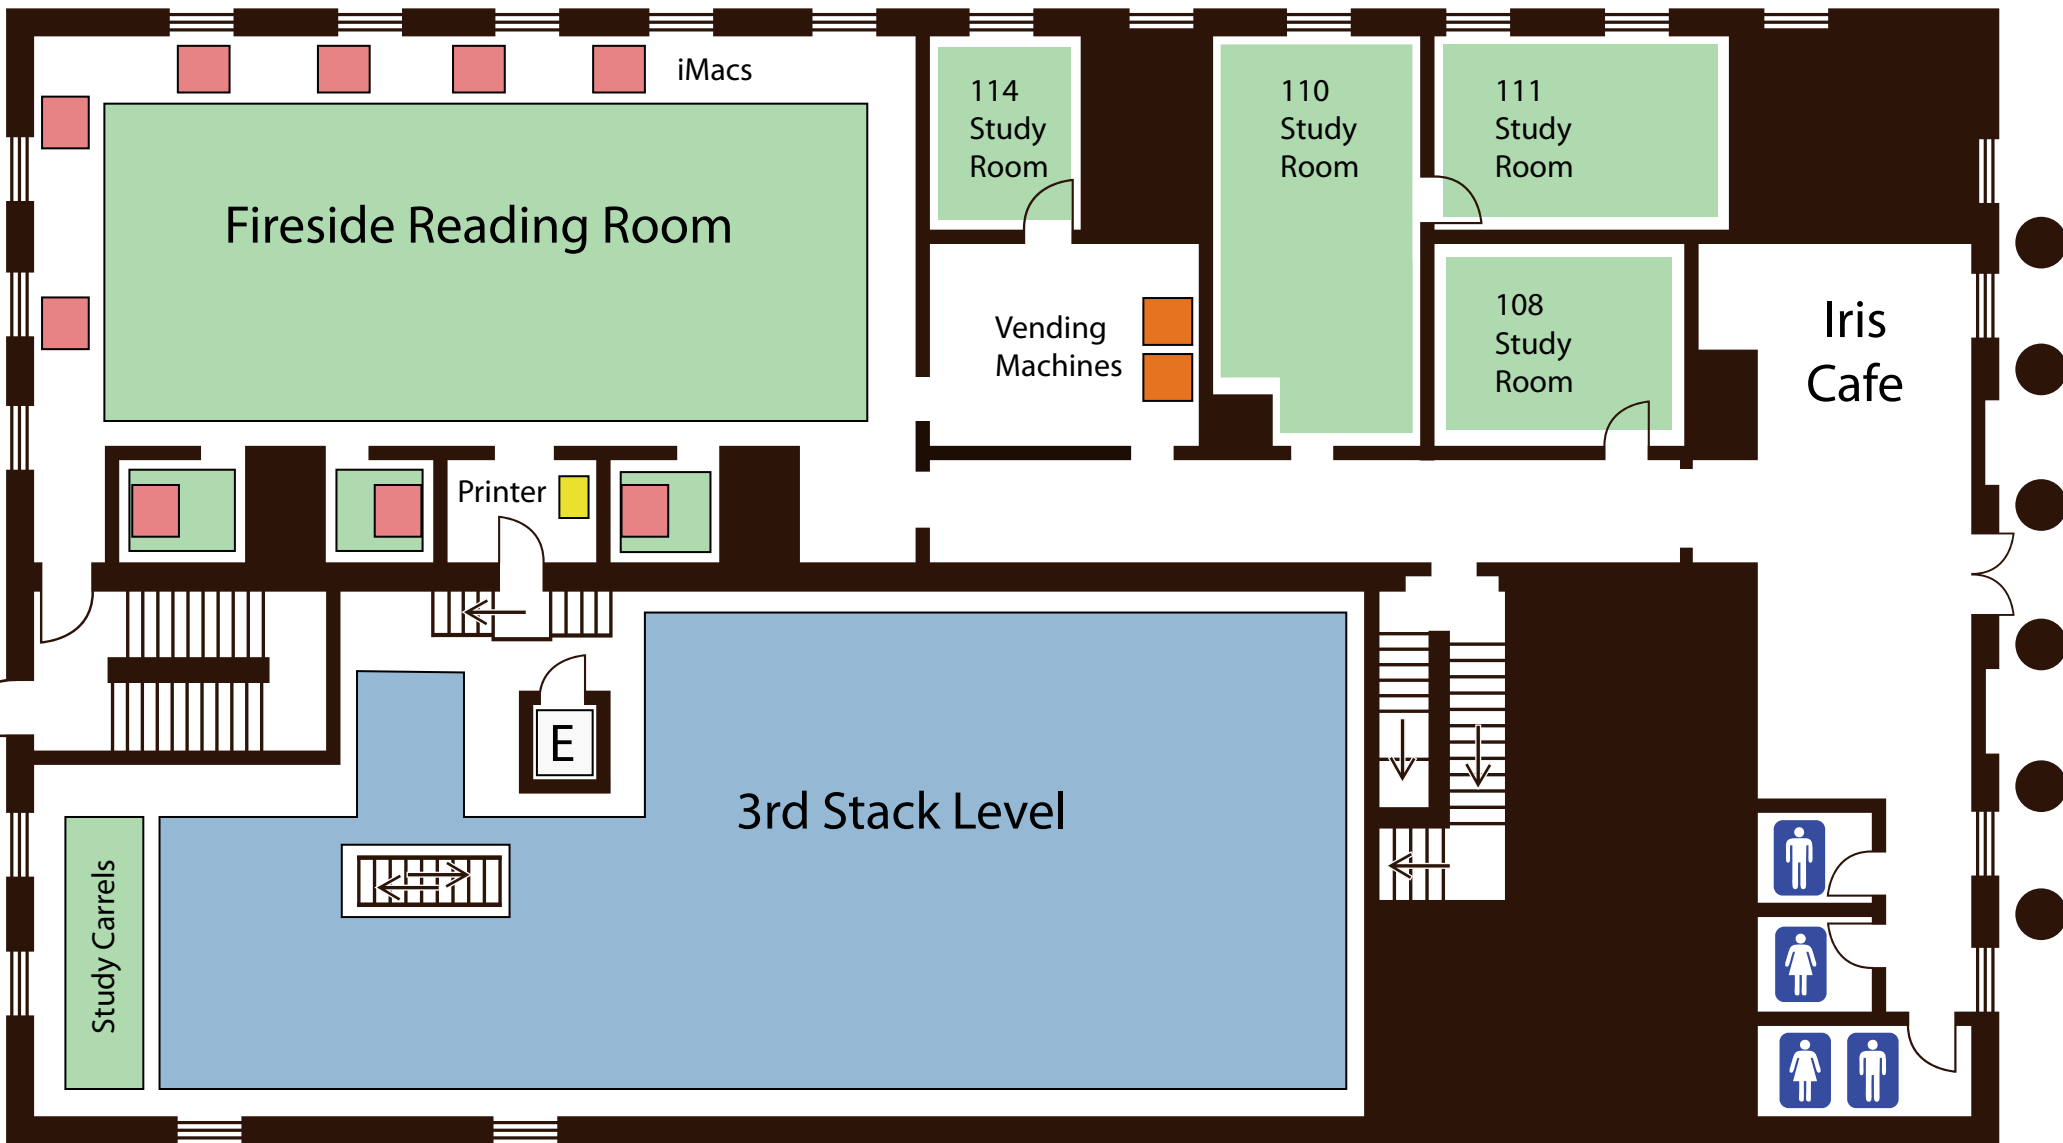 iMacs
114
Study
Room
110
Study
Room
111
Study
Room
Fireside Reading Room
Vending
Machines
108
Study
Room
Iris
Cafe
Printer
E
3rd Stack Level
Study Carrels